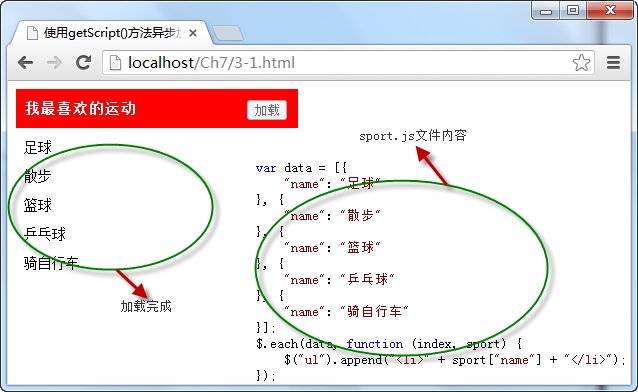 使用getScript()方法异步
localhost/Ch7/3-1.html
我最喜欢的运动
加载
足球
散步
篮球
乒乓球
骑自行车
加载完成
sport.js文件内容
var data = [{
"name": "足球"
}, {
"name": "散步"
}, {
"name": "篮球"
}, {
"name": "乒乓球"
}, {
"name": "骑自行车"
}];
$.each(data, function (index, sport) {
$("ul").append("<li>" + sport["name"] + "</li>");
});